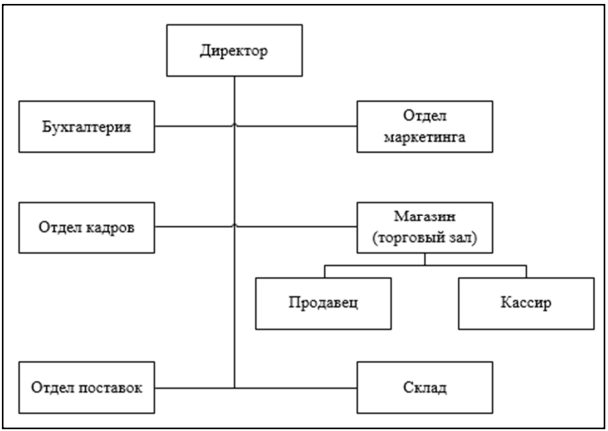 Директор
Бухгалтерия
Отдел
маркетинга
Отдел кадров
Магазин
(торговый зал)
Продавец
Кассир
Отдел поставок
Склад